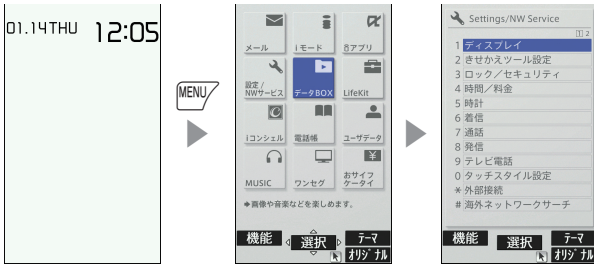 01.14THU 12:05
MENU
メール iモード αアプリ
設定/
NWサービス データBOX LifeKit
iコンシェル 電話帳 ユーザデータ
MUSIC ワンセグ おサイフ
ケータイ
◆画像や音楽などを楽しめます。
機能 選択 テーマ
オリジナル
Settings/NW Service
1 2
1 ディスプレイ
2 きせかえツール設定
3 ロック/セキュリティ
4 時間/料金
5 時計
6 着信
7 通話
8 発信
9 テレビ電話
0 タッチスタイル設定
* 外部接続
# 海外ネットワークサーチ
機能 選択 テーマ
オリジナル